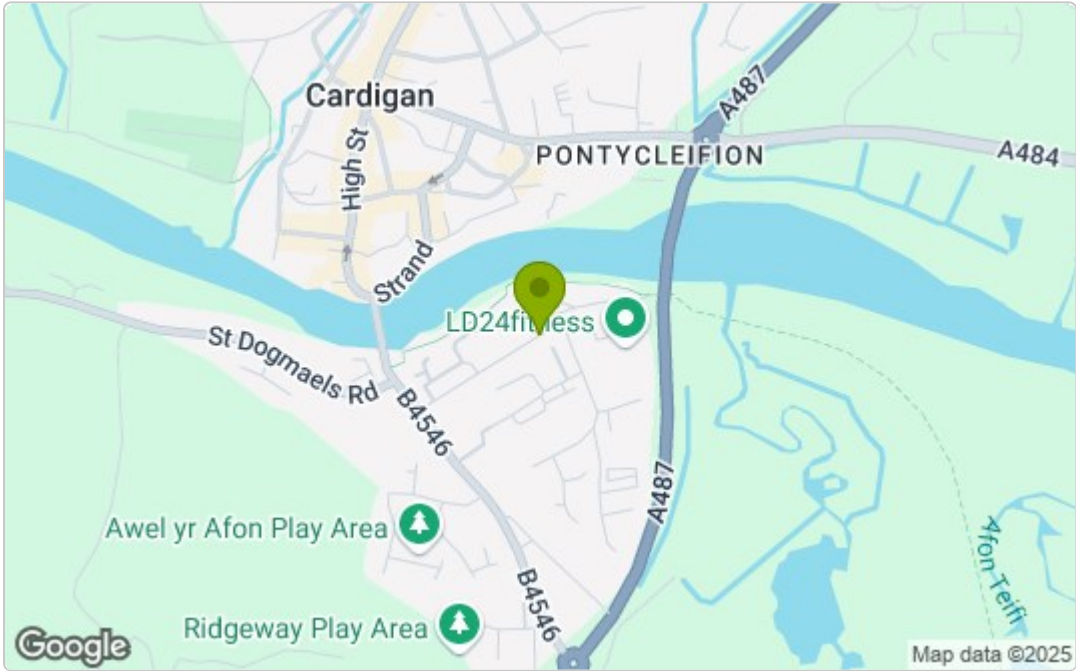 Cardigan
High St
A487
PONTYCLEIFION
A484
Strand
LD24fitness
St Dogmaels Rd
B4546
A487
Awel yr Afon Play Area
Afon Teifi
B4546
Ridgeway Play Area
Google
Map data ©2025